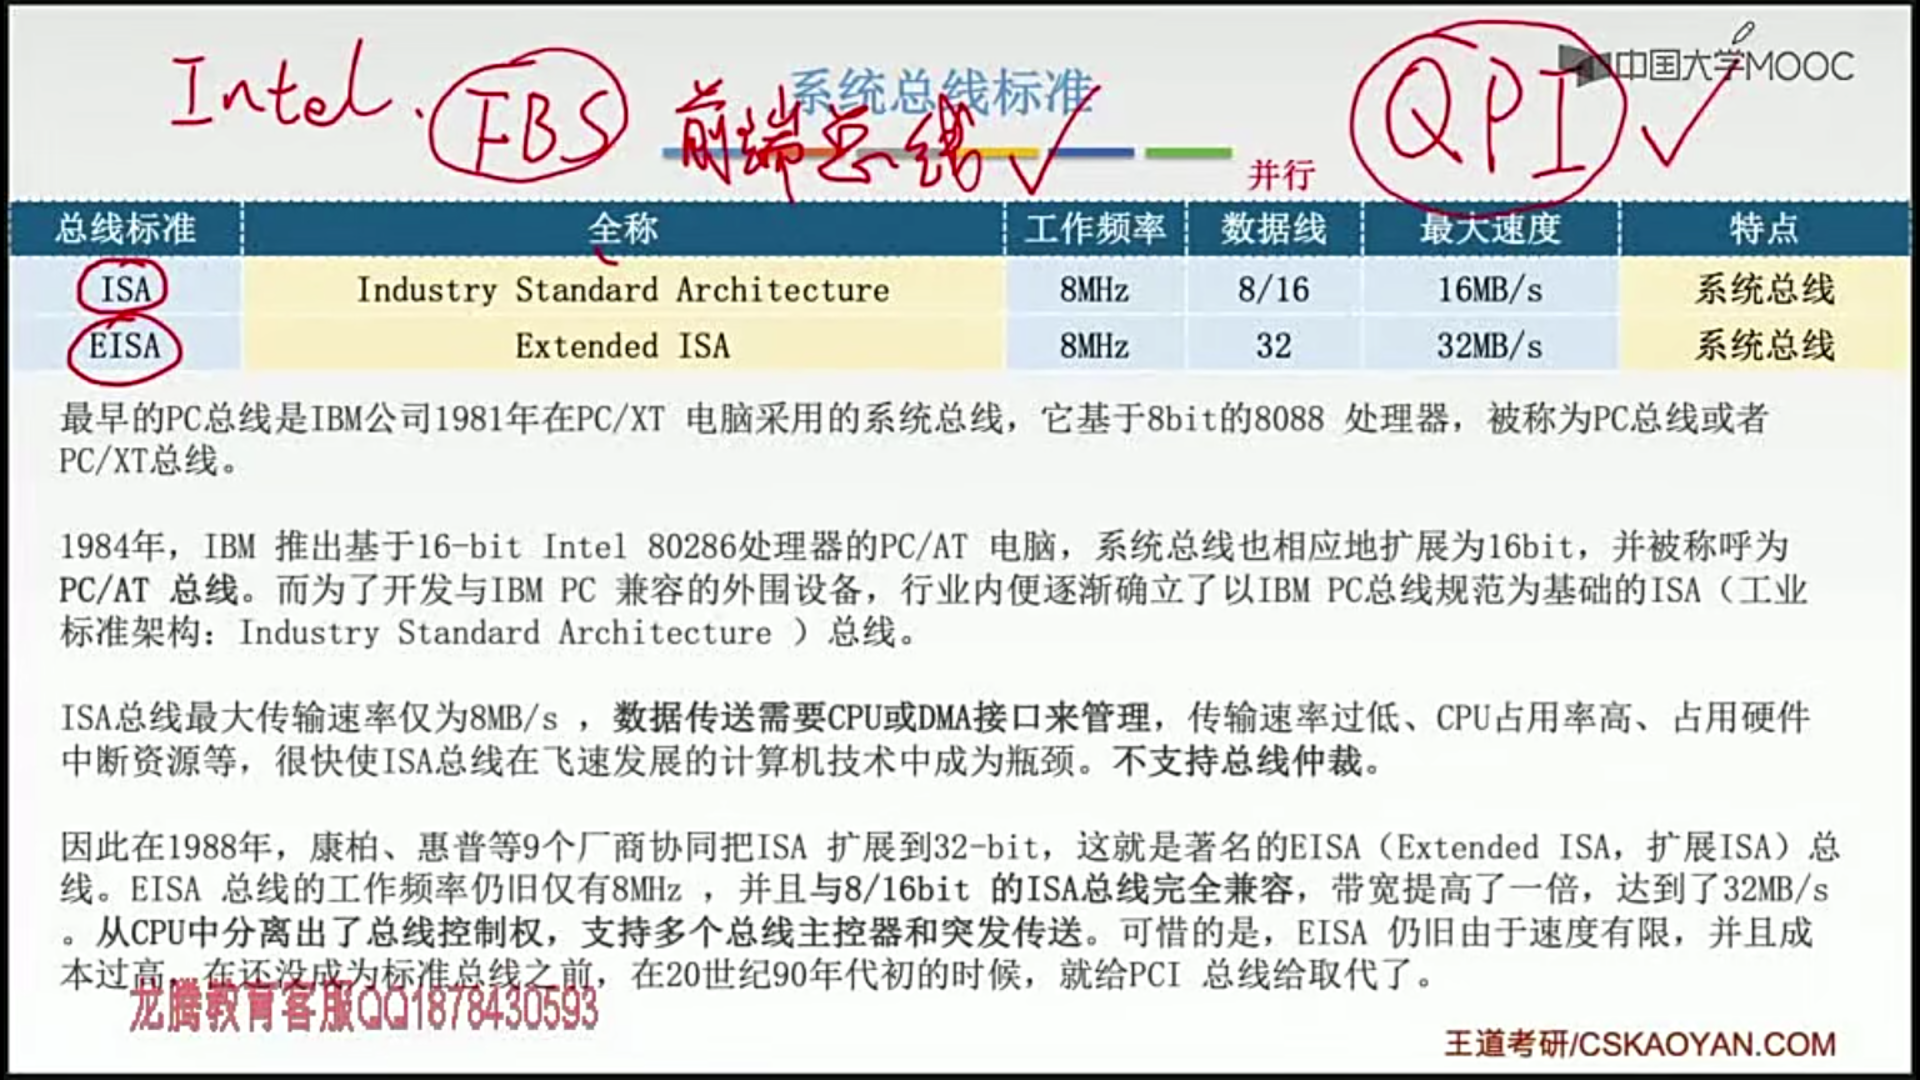 Intel. FBS 前端总线 QPI
系统总线标准
中国大学MOOC
并行
总线标准 全称 工作频率 数据线 最大速度 特点
ISA Industry Standard Architecture 8MHz 8/16 16MB/s 系统总线
EISA Extended ISA 8MHz 32 32MB/s 系统总线
最早的PC总线是IBM公司1981年在PC/XT 电脑采用的系统总线，它基于8bit的8088 处理器，被称为PC总线或者
PC/XT总线。
1984年，IBM 推出基于16-bit Intel 80286处理器的PC/AT 电脑，系统总线也相应地扩展为16bit，并被称呼为
PC/AT 总线。而为了开发与IBM PC 兼容的外围设备，行业内便逐渐确立了以IBM PC总线规范为基础的ISA（工业
标准架构：Industry Standard Architecture ）总线。
ISA总线最大传输速率仅为8MB/s ，数据传送需要CPU或DMA接口来管理，传输速率过低、CPU占用率高、占用硬件
中断资源等，很快使ISA总线在飞速发展的计算机技术中成为瓶颈。不支持总线仲裁。
因此在1988年，康柏、惠普等9个厂商协同把ISA 扩展到32-bit，这就是著名的EISA（Extended ISA，扩展ISA）总
线。EISA 总线的工作频率仍旧仅有8MHz ，并且与8/16bit 的ISA总线完全兼容，带宽提高了一倍，达到了32MB/s
。从CPU中分离出了总线控制权，支持多个总线主控器和突发传送。可惜的是，EISA 仍旧由于速度有限，并且成
本过高，在还没成为标准总线之前，在20世纪90年代初的时候，就给PCI 总线给取代了。
龙腾教育客服QQ1878430593
王道考研/CSKAOYAN.COM